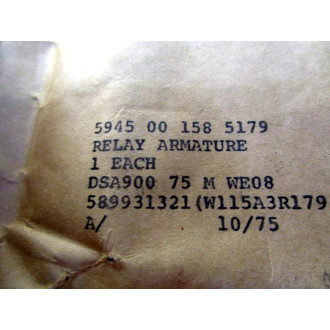 5945 00 158 5179
RELAY ARMATURE
1 EACH
DSA900 75 M WE08
589931321(W115A3R179
A/ 10/75